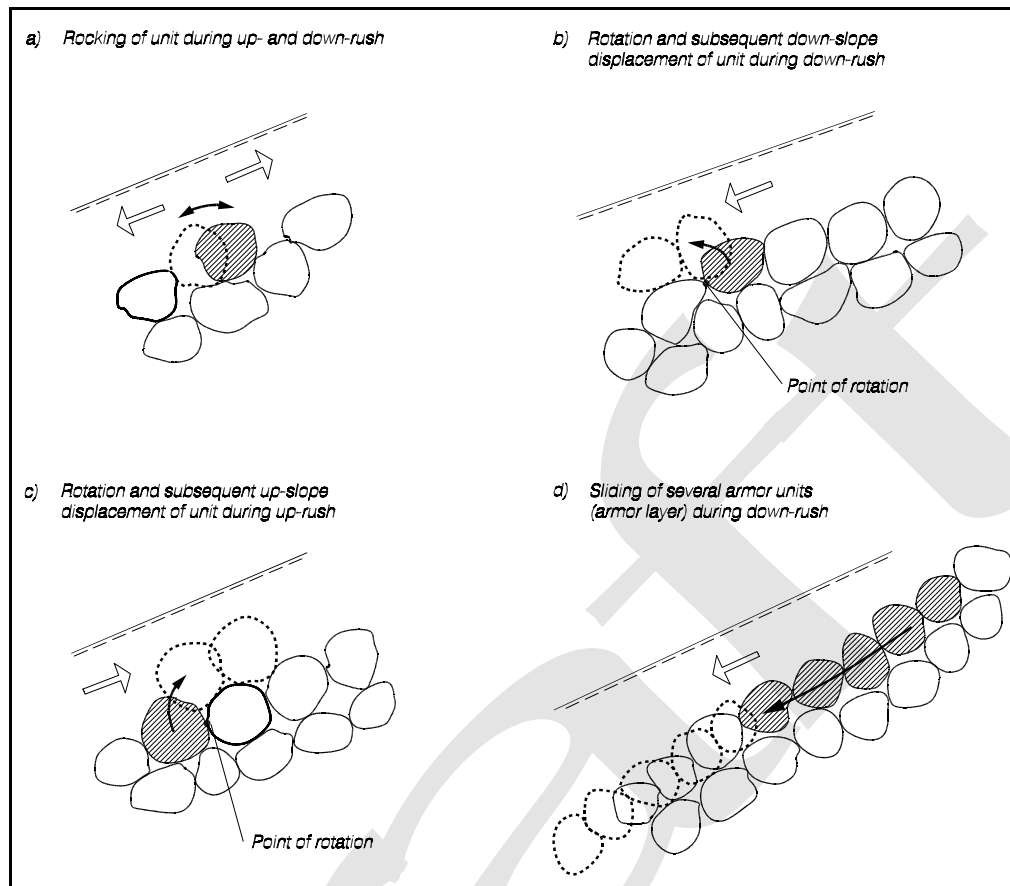 a) Rocking of unit during up- and down-rush
b) Rotation and subsequent down-slope
displacement of unit during down-rush
Point of rotation
c) Rotation and subsequent up-slope
displacement of unit during up-rush
Point of rotation
d) Sliding of several armor units
(armor layer) during down-rush